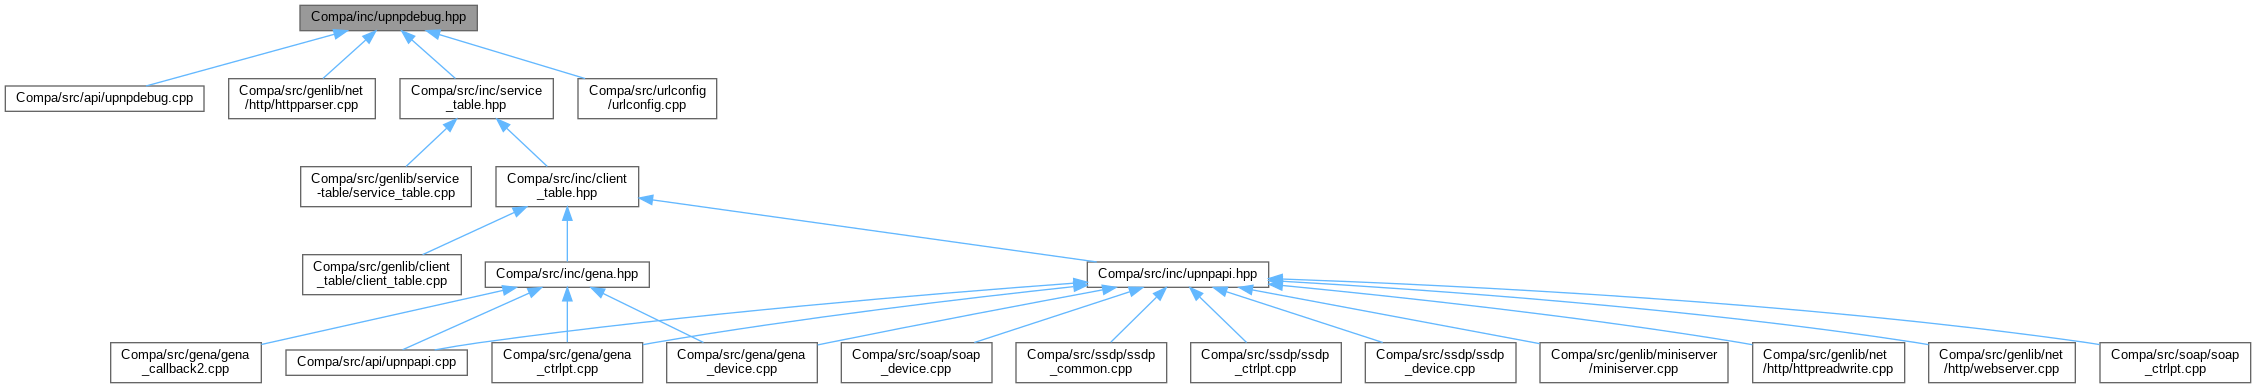 Compa/inc/upnpdebug.hpp
Compa/src/api/upnpdebug.cpp
Compa/src/genlib/net
/http/httpparser.cpp
Compa/src/inc/service
_table.hpp
Compa/src/urlconfig
/urlconfig.cpp
Compa/src/genlib/service
-table/service_table.cpp
Compa/src/inc/client
_table.hpp
Compa/src/genlib/client
_table/client_table.cpp
Compa/src/inc/gena.hpp
Compa/src/inc/upnpapi.hpp
Compa/src/gena/gena
_callback2.cpp
Compa/src/api/upnpapi.cpp
Compa/src/gena/gena
_ctrlpt.cpp
Compa/src/gena/gena
_device.cpp
Compa/src/soap/soap
_device.cpp
Compa/src/ssdp/ssdp
_common.cpp
Compa/src/ssdp/ssdp
_ctrlpt.cpp
Compa/src/ssdp/ssdp
_device.cpp
Compa/src/genlib/miniserver
/miniserver.cpp
Compa/src/genlib/net
/http/httpreadwrite.cpp
Compa/src/genlib/net
/http/webserver.cpp
Compa/src/soap/soap
_ctrlpt.cpp